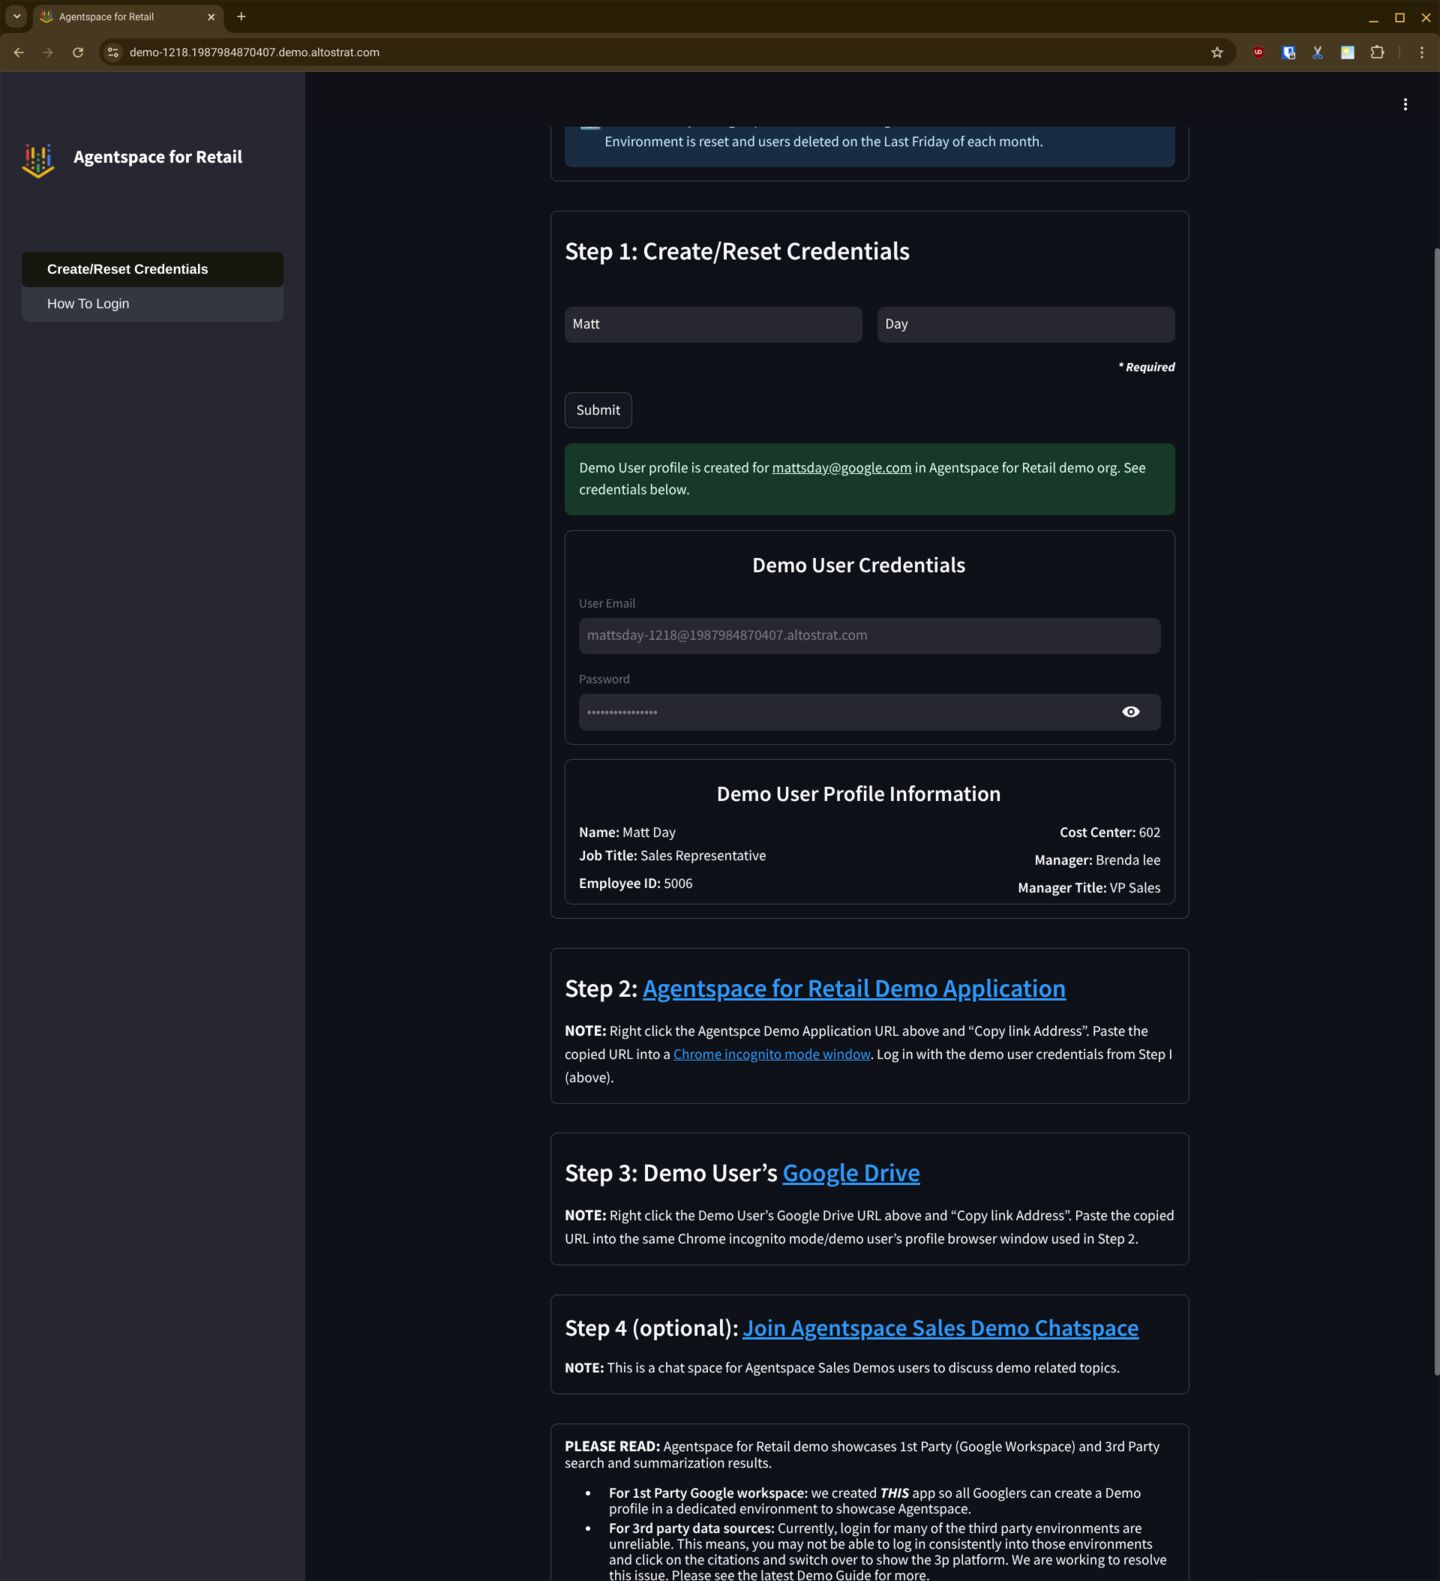 Agentspace for Retail
demo-1218.1987984870407.demo.altostrat.com
Agentspace for Retail
Create/Reset Credentials
How To Login
Environment is reset and users deleted on the Last Friday of each month.
Step 1: Create/Reset Credentials
Matt
Day
* Required
Submit
Demo User profile is created for mattsday@google.com in Agentspace for Retail demo org. See
credentials below.
Demo User Credentials
User Email
mattsday-1218@1987984870407.altostrat.com
Password
••••••••••••••••
Demo User Profile Information
Name: Matt Day
Job Title: Sales Representative
Employee ID: 5006
Cost Center: 602
Manager: Brenda lee
Manager Title: VP Sales
Step 2: Agentspace for Retail Demo Application
NOTE: Right click the Agentspce Demo Application URL above and “Copy link Address”. Paste the
copied URL into a Chrome incognito mode window. Log in with the demo user credentials from Step I
(above).
Step 3: Demo User’s Google Drive
NOTE: Right click the Demo User’s Google Drive URL above and “Copy link Address”. Paste the copied
URL into the same Chrome incognito mode/demo user’s profile browser window used in Step 2.
Step 4 (optional): Join Agentspace Sales Demo Chatspace
NOTE: This is a chat space for Agentspace Sales Demos users to discuss demo related topics.
PLEASE READ: Agentspace for Retail demo showcases 1st Party (Google Workspace) and 3rd Party
search and summarization results.
• For 1st Party Google workspace: we created THIS app so all Googlers can create a Demo
profile in a dedicated environment to showcase Agentspace.
• For 3rd party data sources: Currently, login for many of the third party environments are
unreliable. This means, you may not be able to log in consistently into those environments
and click on the citations and switch over to show the 3p platform. We are working to resolve
this issue. Please see the latest Demo Guide for more.